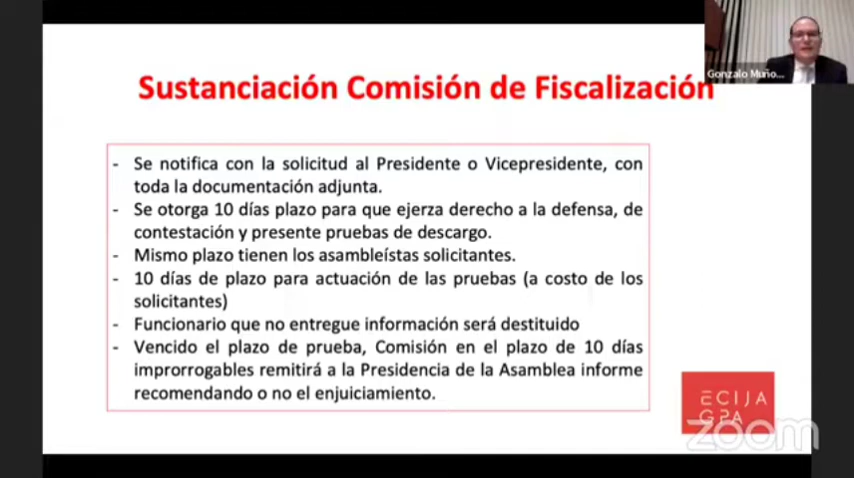 Gonzalo Muño...
Sustanciación Comisión de Fiscalización
- Se notifica con la solicitud al Presidente o Vicepresidente, con
toda la documentación adjunta.
- Se otorga 10 días plazo para que ejerza derecho a la defensa, de
contestación y presente pruebas de descargo.
- Mismo plazo tienen los asambleístas solicitantes.
- 10 días de plazo para actuación de las pruebas (a costo de los
solicitantes)
- Funcionario que no entregue información será destituido
- Vencido el plazo de prueba, Comisión en el plazo de 10 días
improrrogables remitirá a la Presidencia de la Asamblea informe
recomendando o no el enjuiciamiento.
ECIJA
GPA
zoom